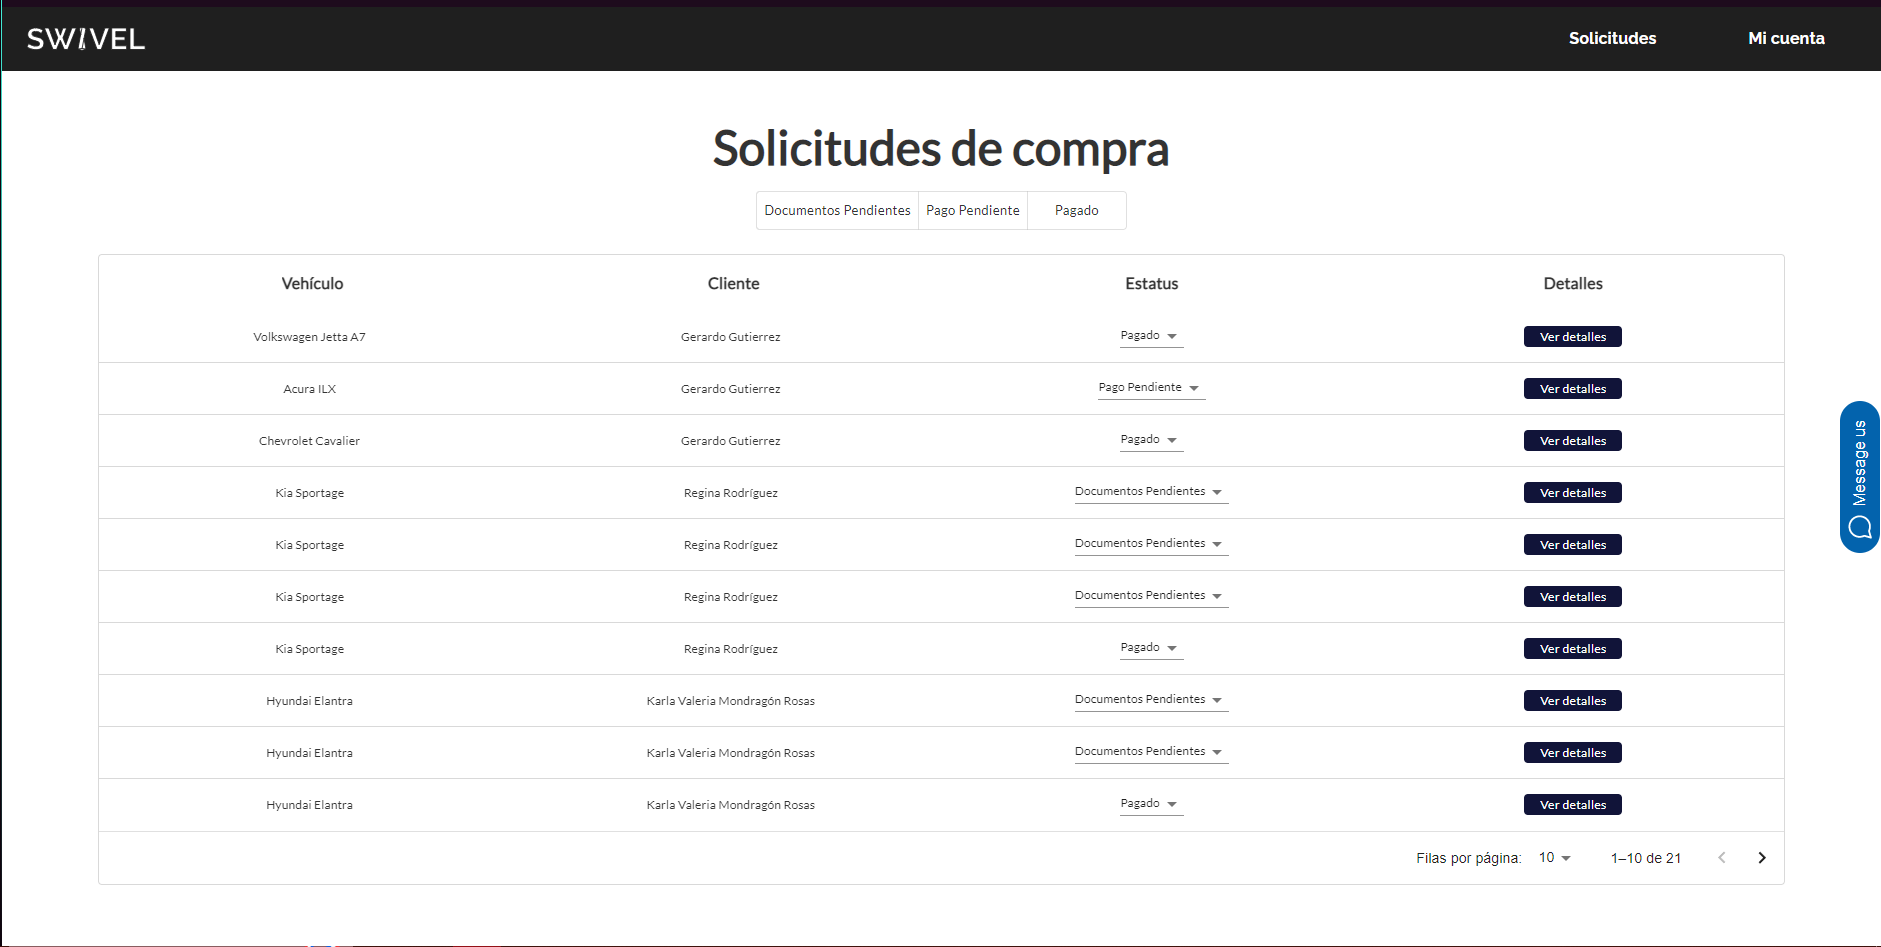 SWIVEL
Solicitudes
Mi cuenta
Solicitudes de compra
Documentos Pendientes
Pago Pendiente
Pagado
Vehículo Cliente Estatus Detalles
Volkswagen Jetta A7 Gerardo Gutierrez Pagado Ver detalles
Acura ILX Gerardo Gutierrez Pago Pendiente Ver detalles
Chevrolet Cavalier Gerardo Gutierrez Pagado Ver detalles
Kia Sportage Regina Rodríguez Documentos Pendientes Ver detalles
Kia Sportage Regina Rodríguez Documentos Pendientes Ver detalles
Kia Sportage Regina Rodríguez Documentos Pendientes Ver detalles
Kia Sportage Regina Rodríguez Pagado Ver detalles
Hyundai Elantra Karla Valeria Mondragón Rosas Documentos Pendientes Ver detalles
Hyundai Elantra Karla Valeria Mondragón Rosas Documentos Pendientes Ver detalles
Hyundai Elantra Karla Valeria Mondragón Rosas Pagado Ver detalles
Filas por página: 10 1–10 de 21
Message us